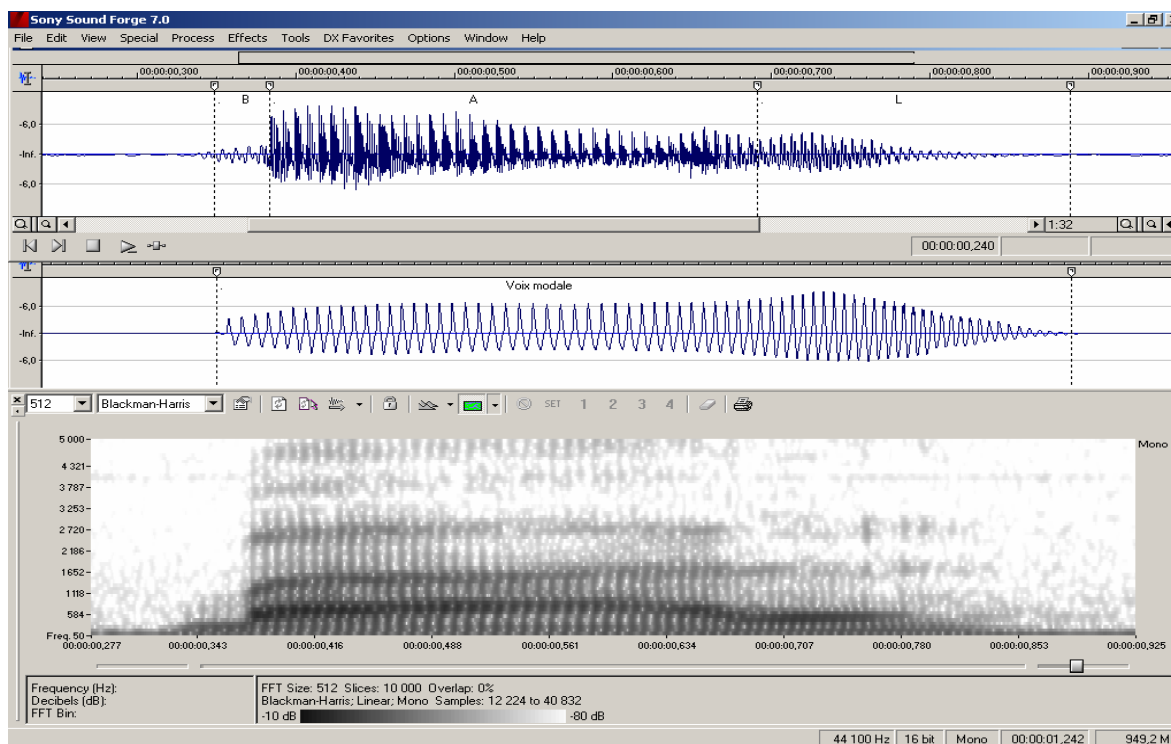 Sony Sound Forge 7.0
File Edit View Special Process Effects Tools DX Favorites Options Window Help
00:00:00,300 00:00:00,400 00:00:00,500 00:00:00,600 00:00:00,700 00:00:00,800 00:00:00,900
B A L
-6,0
-Inf.
-6,0
1:32
00:00:00,240
Voix modale
-6,0
-Inf.
-6,0
512 Blackman-Harris SET 1 2 3 4
5 000
Mono
4 321
3 787
3 253
2 720
2 186
1 652
1 118
584
Freq. 50
00:00:00,277 00:00:00,343 00:00:00,416 00:00:00,488 00:00:00,561 00:00:00,634 00:00:00,707 00:00:00,780 00:00:00,853 00:00:00,925
Frequency (Hz):
Decibels (dB):
FFT Bin:
FFT Size: 512 Slices: 10 000 Overlap: 0%
Blackman-Harris; Linear; Mono Samples: 12 224 to 40 832
-10 dB -80 dB
44 100 Hz 16 bit Mono 00:00:01,242 949,2 M